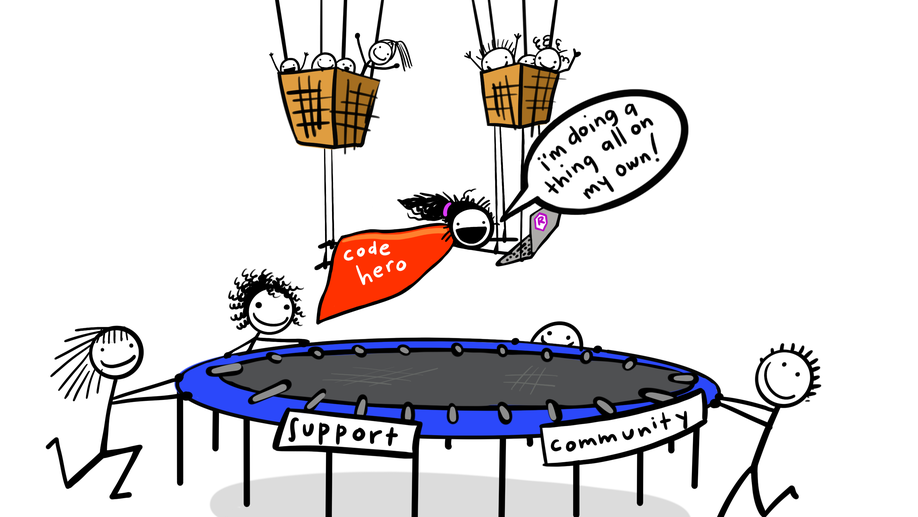 i'm doing a
thing all on
my own!
R
code
hero
support
community